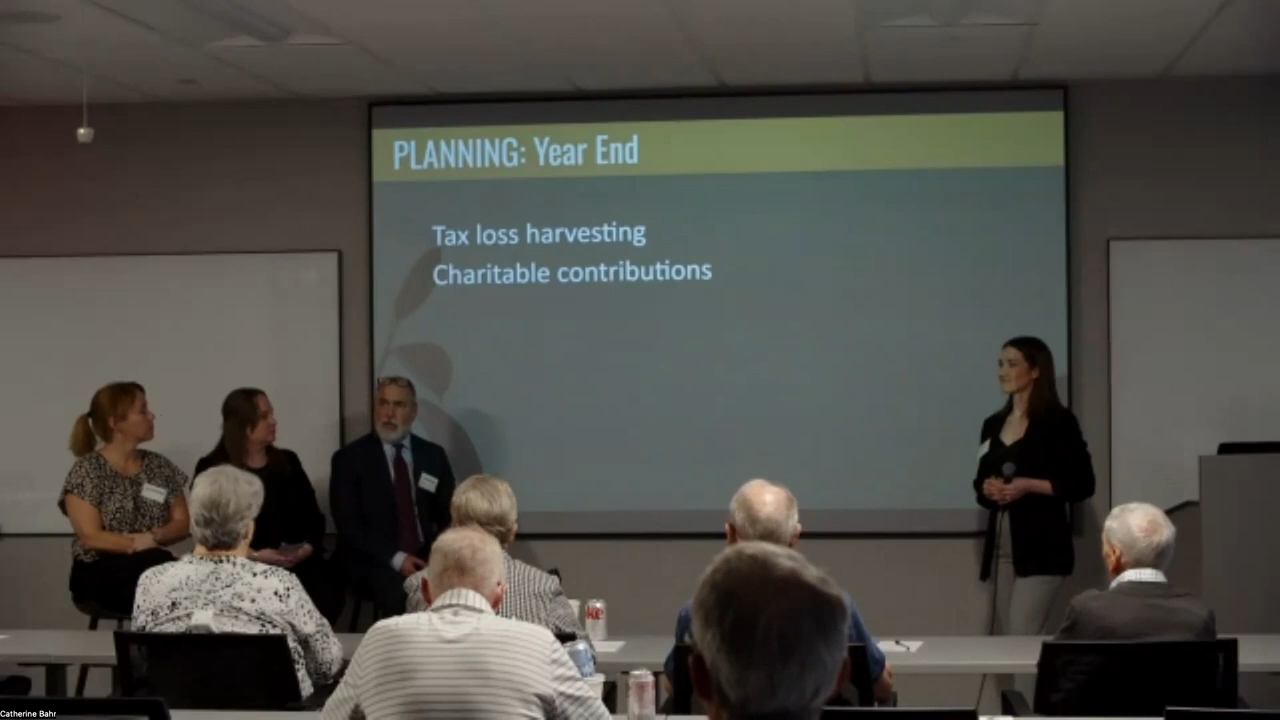 PLANNING: Year End
Tax loss harvesting
Charitable contributions
Catherine Bahr